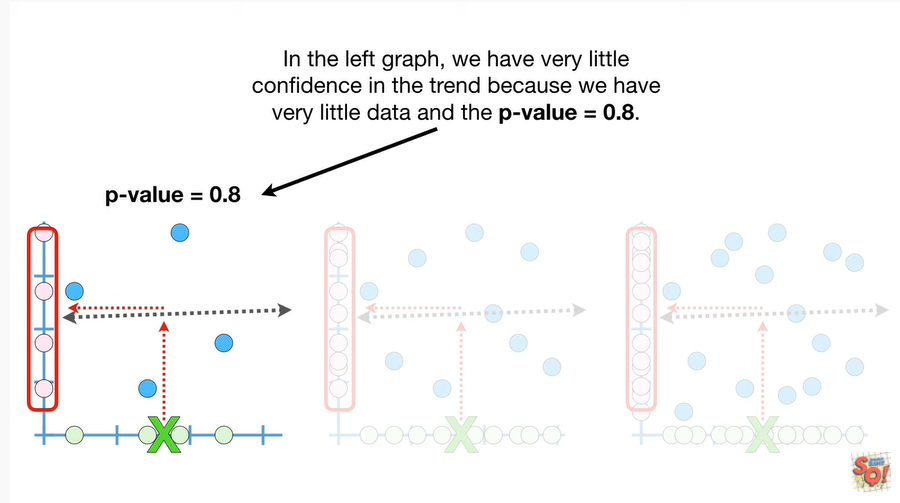 In the left graph, we have very little
confidence in the trend because we have
very little data and the p-value = 0.8.
p-value = 0.8
SQ!